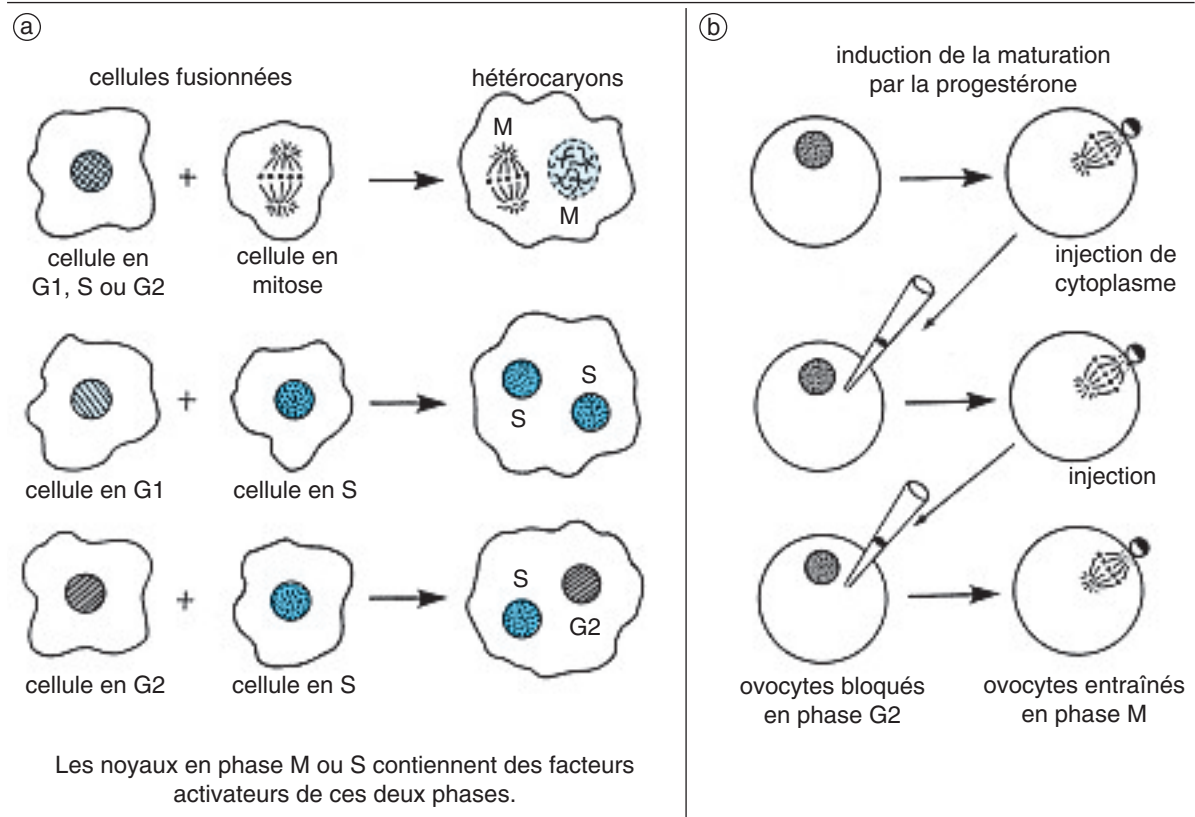 a
cellules fusionnées
hétérocaryons
+
M
M
cellule en
G1, S ou G2
cellule en
mitose
+
S
S
cellule en G1
cellule en S
+
S
G2
cellule en G2
cellule en S
Les noyaux en phase M ou S contiennent des facteurs
activateurs de ces deux phases.
b
induction de la maturation
par la progestérone
injection de
cytoplasme
injection
ovocytes bloqués
en phase G2
ovocytes entraînés
en phase M